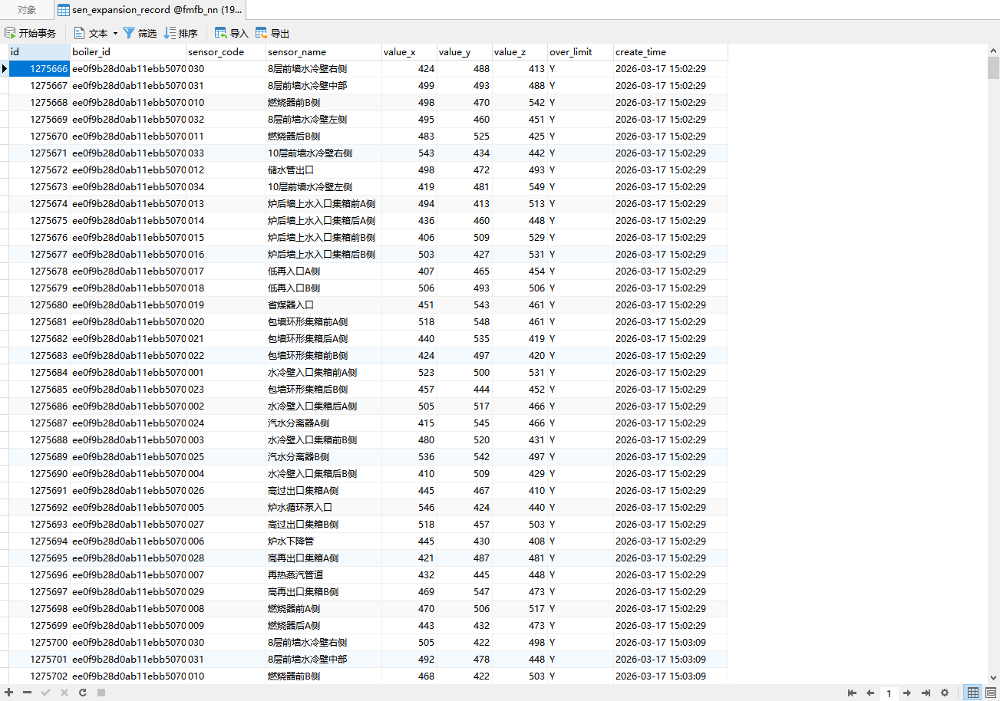 对象 sen_expansion_record @fmfb_nn (19...
开始事务 文本 筛选 排序 导入 导出
id boiler_id sensor_code sensor_name value_x value_y value_z over_limit create_time
1275666 ee0f9b28d0ab11ebb5070 030 8层前墙水冷壁右侧 424 488 413 Y 2026-03-17 15:02:29
1275667 ee0f9b28d0ab11ebb5070 031 8层前墙水冷壁中部 499 493 488 Y 2026-03-17 15:02:29
1275668 ee0f9b28d0ab11ebb5070 010 燃烧器前B侧 498 470 542 Y 2026-03-17 15:02:29
1275669 ee0f9b28d0ab11ebb5070 032 8层前墙水冷壁左侧 495 460 451 Y 2026-03-17 15:02:29
1275670 ee0f9b28d0ab11ebb5070 011 燃烧器后B侧 483 525 425 Y 2026-03-17 15:02:29
1275671 ee0f9b28d0ab11ebb5070 033 10层前墙水冷壁右侧 543 434 442 Y 2026-03-17 15:02:29
1275672 ee0f9b28d0ab11ebb5070 012 储水管出口 498 472 493 Y 2026-03-17 15:02:29
1275673 ee0f9b28d0ab11ebb5070 034 10层前墙水冷壁左侧 419 481 549 Y 2026-03-17 15:02:29
1275674 ee0f9b28d0ab11ebb5070 013 炉后墙上水入口集箱前A侧 494 413 513 Y 2026-03-17 15:02:29
1275675 ee0f9b28d0ab11ebb5070 014 炉后墙上水入口集箱后A侧 436 460 448 Y 2026-03-17 15:02:29
1275676 ee0f9b28d0ab11ebb5070 015 炉后墙上水入口集箱前B侧 406 509 529 Y 2026-03-17 15:02:29
1275677 ee0f9b28d0ab11ebb5070 016 炉后墙上水入口集箱后B侧 503 427 531 Y 2026-03-17 15:02:29
1275678 ee0f9b28d0ab11ebb5070 017 低再入口A侧 407 465 454 Y 2026-03-17 15:02:29
1275679 ee0f9b28d0ab11ebb5070 018 低再入口B侧 506 493 506 Y 2026-03-17 15:02:29
1275680 ee0f9b28d0ab11ebb5070 019 省煤器入口 451 543 461 Y 2026-03-17 15:02:29
1275681 ee0f9b28d0ab11ebb5070 020 包墙环形集箱前A侧 518 548 461 Y 2026-03-17 15:02:29
1275682 ee0f9b28d0ab11ebb5070 021 包墙环形集箱后A侧 440 535 419 Y 2026-03-17 15:02:29
1275683 ee0f9b28d0ab11ebb5070 022 包墙环形集箱前B侧 424 497 420 Y 2026-03-17 15:02:29
1275684 ee0f9b28d0ab11ebb5070 001 水冷壁入口集箱前A侧 523 500 531 Y 2026-03-17 15:02:29
1275685 ee0f9b28d0ab11ebb5070 023 包墙环形集箱后B侧 457 444 452 Y 2026-03-17 15:02:29
1275686 ee0f9b28d0ab11ebb5070 002 水冷壁入口集箱后A侧 505 517 466 Y 2026-03-17 15:02:29
1275687 ee0f9b28d0ab11ebb5070 024 汽水分离器A侧 415 545 466 Y 2026-03-17 15:02:29
1275688 ee0f9b28d0ab11ebb5070 003 水冷壁入口集箱前B侧 480 520 431 Y 2026-03-17 15:02:29
1275689 ee0f9b28d0ab11ebb5070 025 汽水分离器B侧 536 542 497 Y 2026-03-17 15:02:29
1275690 ee0f9b28d0ab11ebb5070 004 水冷壁入口集箱后B侧 410 509 429 Y 2026-03-17 15:02:29
1275691 ee0f9b28d0ab11ebb5070 026 高过出口集箱A侧 445 467 410 Y 2026-03-17 15:02:29
1275692 ee0f9b28d0ab11ebb5070 005 炉水循环泵入口 546 424 440 Y 2026-03-17 15:02:29
1275693 ee0f9b28d0ab11ebb5070 027 高过出口集箱B侧 518 457 503 Y 2026-03-17 15:02:29
1275694 ee0f9b28d0ab11ebb5070 006 炉水下降管 445 430 408 Y 2026-03-17 15:02:29
1275695 ee0f9b28d0ab11ebb5070 028 高再出口集箱A侧 421 487 481 Y 2026-03-17 15:02:29
1275696 ee0f9b28d0ab11ebb5070 007 再热蒸汽管道 432 445 448 Y 2026-03-17 15:02:29
1275697 ee0f9b28d0ab11ebb5070 029 高再出口集箱B侧 469 547 473 Y 2026-03-17 15:02:29
1275698 ee0f9b28d0ab11ebb5070 008 燃烧器前A侧 470 506 517 Y 2026-03-17 15:02:29
1275699 ee0f9b28d0ab11ebb5070 009 燃烧器后A侧 443 432 473 Y 2026-03-17 15:02:29
1275700 ee0f9b28d0ab11ebb5070 030 8层前墙水冷壁右侧 505 422 498 Y 2026-03-17 15:03:09
1275701 ee0f9b28d0ab11ebb5070 031 8层前墙水冷壁中部 492 478 448 Y 2026-03-17 15:03:09
1275702 ee0f9b28d0ab11ebb5070 010 燃烧器前B侧 468 422 503 Y 2026-03-17 15:03:09
1